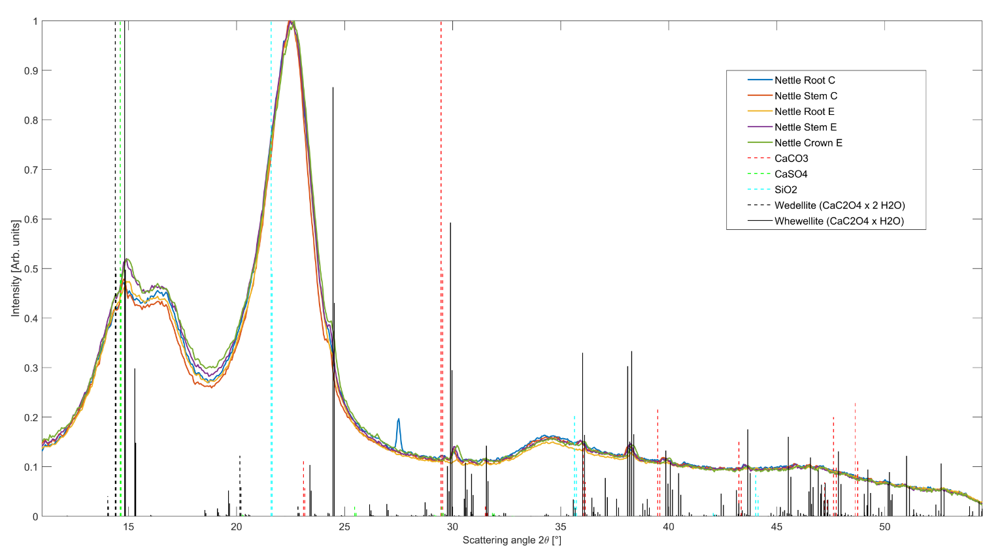 1
0.9
0.8
0.7
0.6
0.5
0.4
0.3
0.2
0.1
0
Intensity [Arb. units]
Nettle Root C
Nettle Stem C
Nettle Root E
Nettle Stem E
Nettle Crown E
CaCO3
CaSO4
SiO2
Wedellite (CaC2O4 x 2 H2O)
Whewellite (CaC2O4 x H2O)
15 20 25 30 35 40 45 50
Scattering angle 2θ [°]